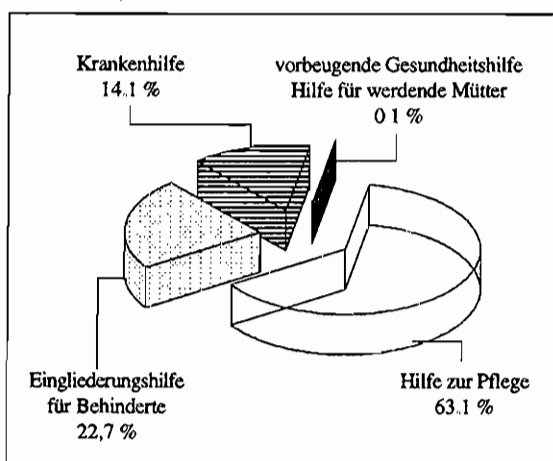 Krankenhilfe
14.1 %
vorbeugende Gesundheitshilfe
Hilfe für werdende Mütter
0 1 %
Eingliederungshilfe
für Behinderte
22,7 %
Hilfe zur Pflege
63.1 %